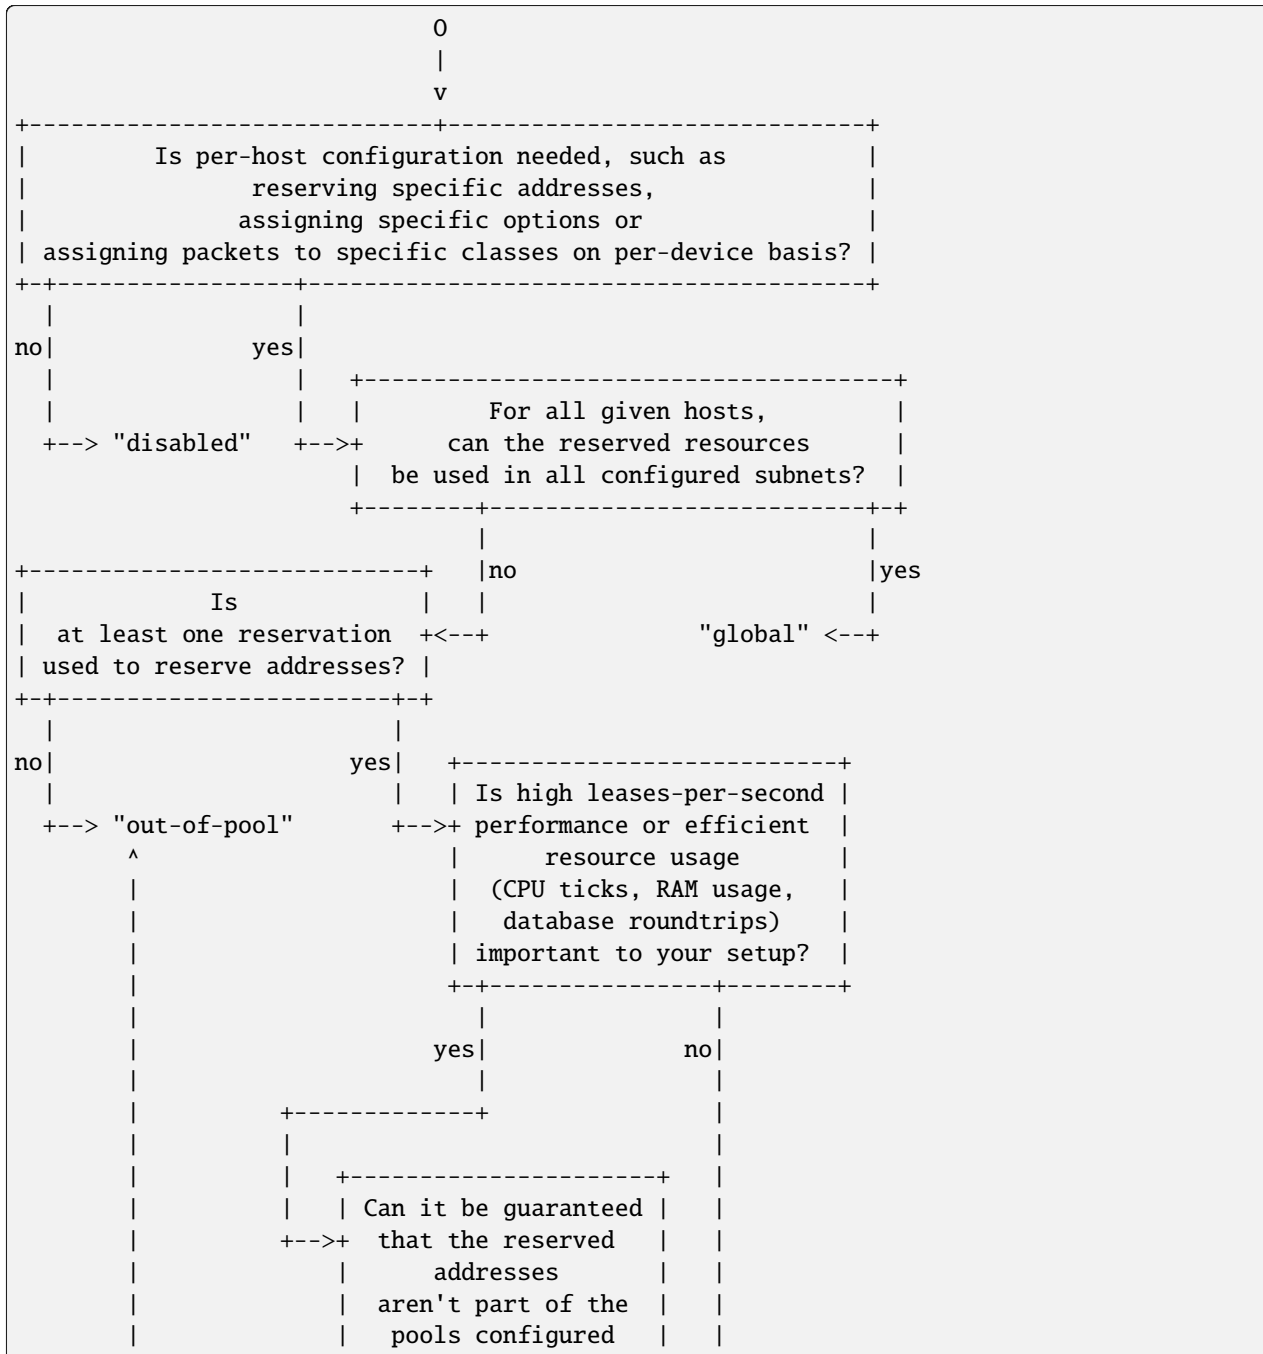 O
                              |
                              v
+-----------------------------+------------------------------+
|         Is per-host configuration needed, such as          |
|                reserving specific addresses,               |
|               assigning specific options or                |
| assigning packets to specific classes on per-device basis? |
+-+-----------------+----------------------------------------+
  |                 |
no|              yes|
  |                 |   +--------------------------------------+
  |                 |   |         For all given hosts,         |
  +--> "disabled"   +-->+      can the reserved resources      |
                        |  be used in all configured subnets?  |
                        +--------+---------------------------+-+
                                 |                           |
+----------------------------+   |no                         |yes
|             Is             |   |                           |
|  at least one reservation  +<--+               "global" <--+
| used to reserve addresses? |
+-+------------------------+-+
  |                        |
no|                     yes|   +---------------------------+
  |                        |   | Is high leases-per-second |
  +--> "out-of-pool"       +-->+ performance or efficient  |
        ^                      |      resource usage       |
        |                      |  (CPU ticks, RAM usage,   |
        |                      |   database roundtrips)    |
        |                      | important to your setup?  |
        |                      +-+----------------+--------+
        |                        |                |
        |                     yes|              no|
        |                        |                |
        |          +-------------+                |
        |          |                              |
        |          |   +----------------------+   |
        |          |   | Can it be guaranteed |   |
        |          +-->+  that the reserved   |   |
        |              |      addresses       |   |
        |              |  aren't part of the  |   |
        |              |   pools configured   |   |